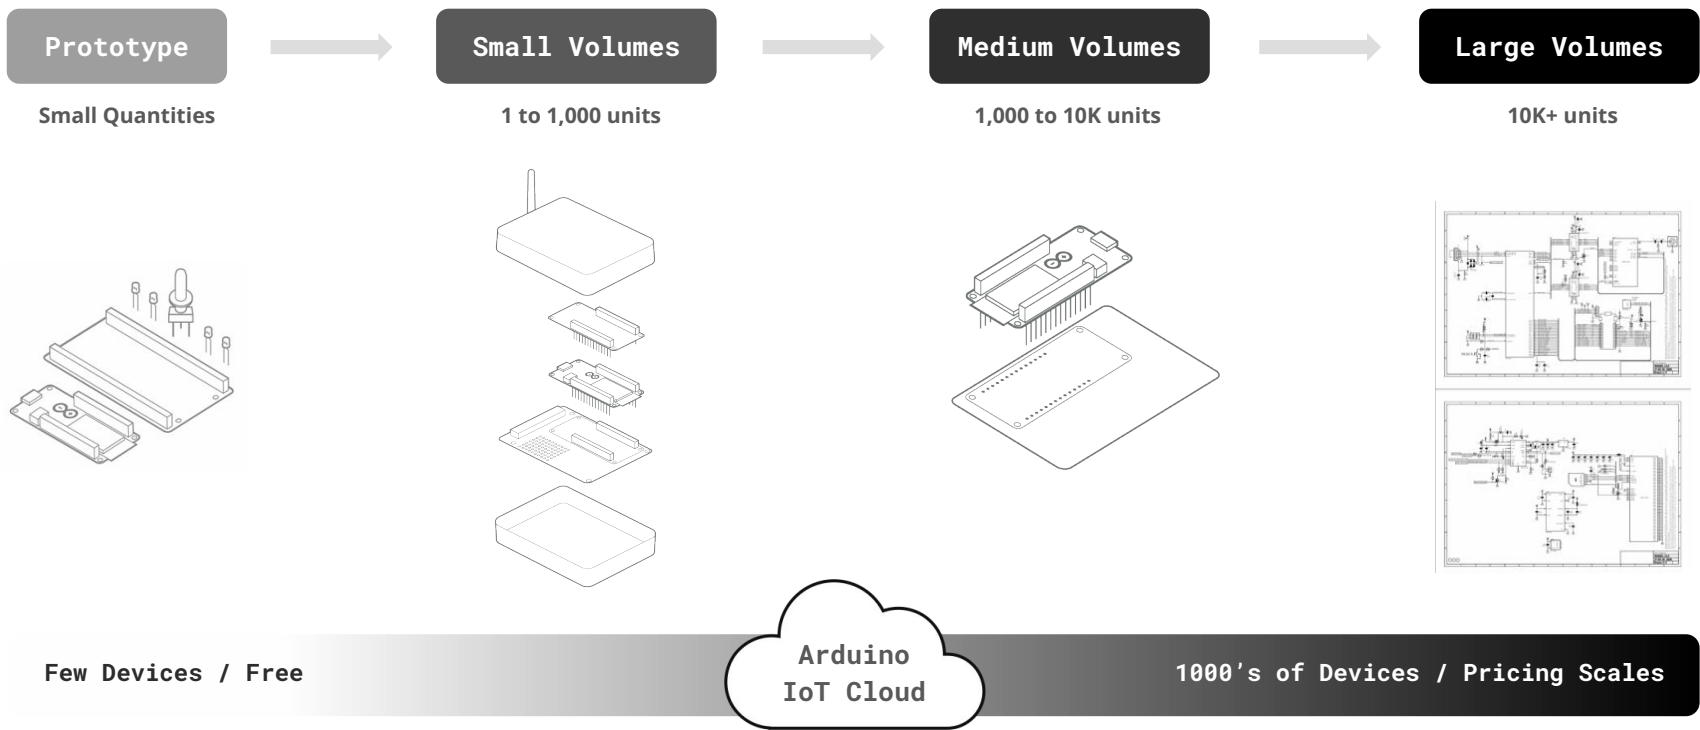 Prototype
Small Volumes
Medium Volumes
Large Volumes
Small Quantities
1 to 1,000 units
1,000 to 10K units
10K+ units
Few Devices / Free
Arduino
IoT Cloud
1000's of Devices / Pricing Scales